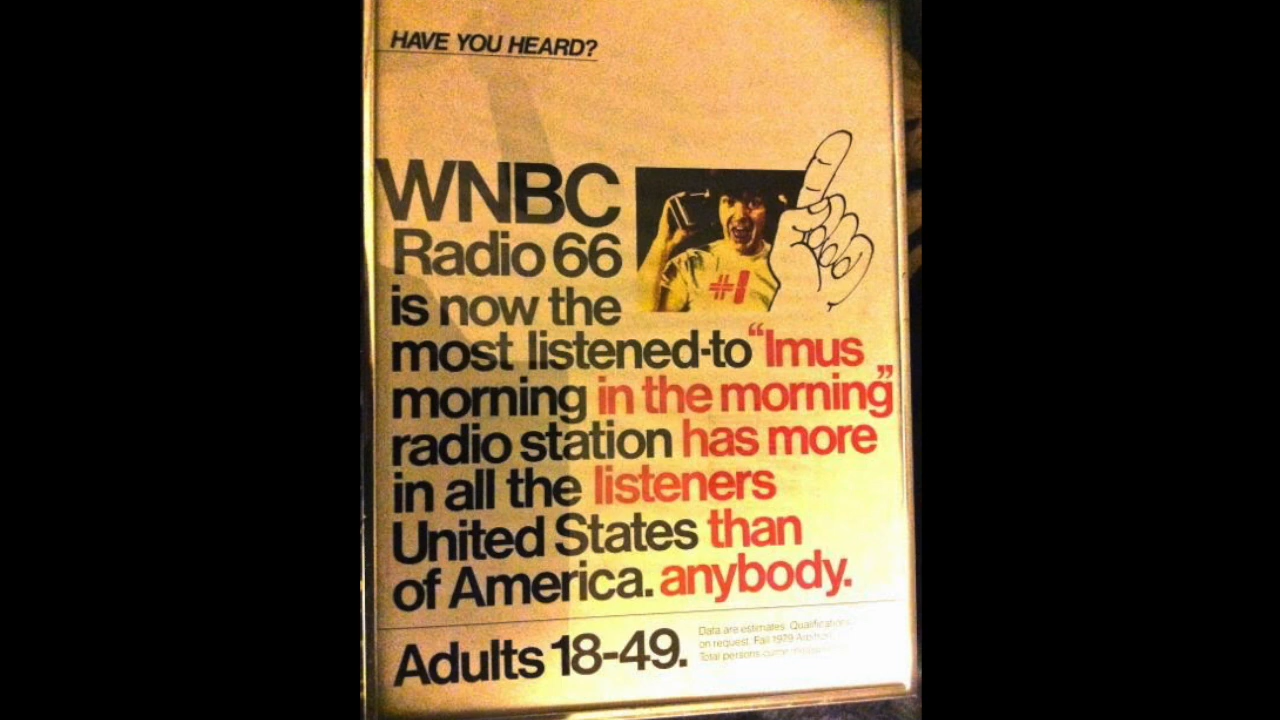 HAVE YOU HEARD?
WNBC
Radio 66
#1
is now the
most listened-to "Imus
morning in the morning"
radio station has more
in all the listeners
United States than
of America. anybody.
Adults 18-49.
Data are estimates. Qualifications
on request. Fall 1979
Total persons